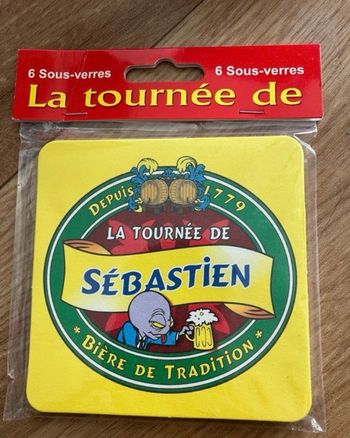 6 Sous-verres
6 Sous-verres
La tournée de
DEPUIS 1779
LA TOURNÉE DE
SÉBASTIEN
* BIÈRE DE TRADITION *